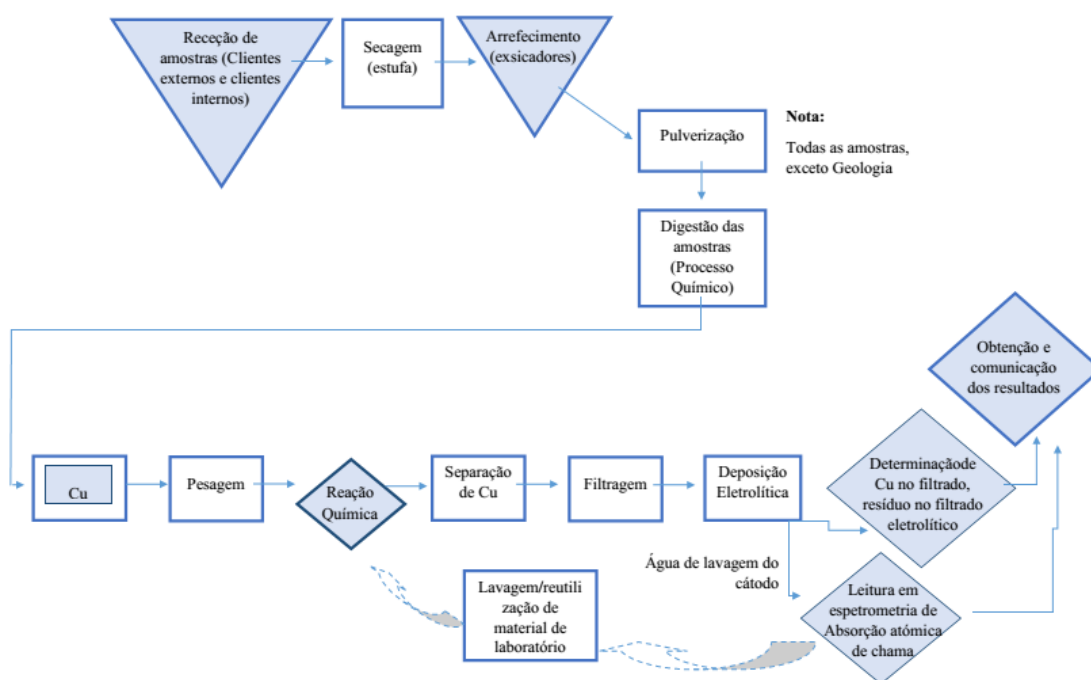 Receção de
amostras (Clientes
externos e clientes
internos)
Secagem
(estufa)
Arrefecimento
(exsicadores)
Pulverização
Nota:
Todas as amostras,
exceto Geologia
Digestão das
amostras
(Processo
Químico)
Obtenção e
comunicação
dos resultados
Cu
Pesagem
Reação
Química
Separação
de Cu
Filtragem
Deposição
Eletrolítica
Determinaçãode
Cu no filtrado,
resíduo no filtrado
eletrolítico
Água de lavagem do
cátodo
Lavagem/reutili
zação de
material de
laboratório
Leitura em
espetrometria de
Absorção atómica
de chama